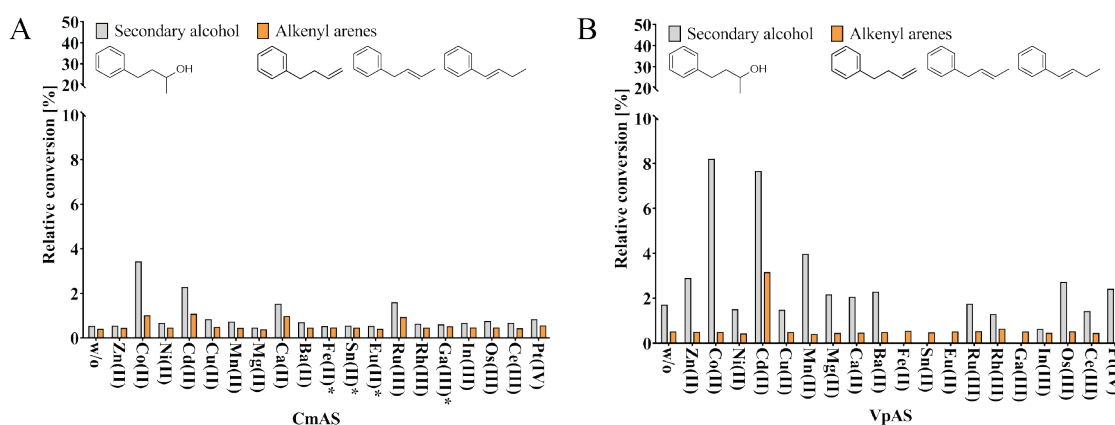 A
Relative conversion [%]
50
40
30
20
10
8
6
4
2
0
Secondary alcohol
Alkenyl arenes
OH
w/o
Zn(II)
Co(II)
Ni(II)
Cd(II)
Cu(II)
Mn(II)
Mg(II)
Ca(II)
Ba(II)
Fe(II)*
Sn(II)*
Eu(II)*
Ru(III)
Rh(III)
Ga(III)*
In(III)
Os(III)
Ce(III)
Pt(IV)
CmAS
B
Relative conversion [%]
50
40
30
20
10
8
6
4
2
0
Secondary alcohol
Alkenyl arenes
OH
w/o
Zn(II)
Co(II)
Ni(II)
Cd(II)
Cu(II)
Mn(II)
Mg(II)
Ca(II)
Ba(II)
Fe(II)
Sn(II)
Eu(II)
Ru(III)
Rh(III)
Ga(III)
In(III)
Os(III)
Ce(III)
Pt(IV)
VpAS